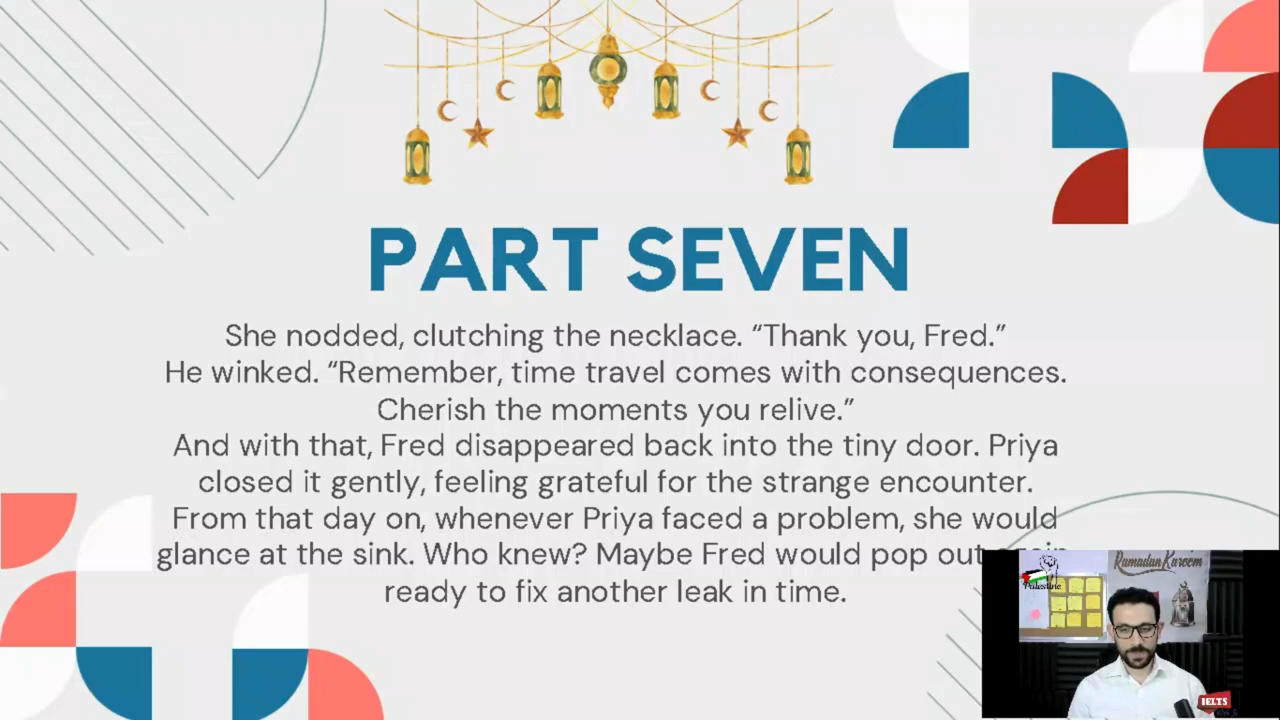 PART SEVEN
She nodded, clutching the necklace. “Thank you, Fred.”
He winked. “Remember, time travel comes with consequences.
Cherish the moments you relive.”
And with that, Fred disappeared back into the tiny door. Priya
closed it gently, feeling grateful for the strange encounter.
From that day on, whenever Priya faced a problem, she would
glance at the sink. Who knew? Maybe Fred would pop out
ready to fix another leak in time.
Ramadan Kareem
Palestine
IELTS